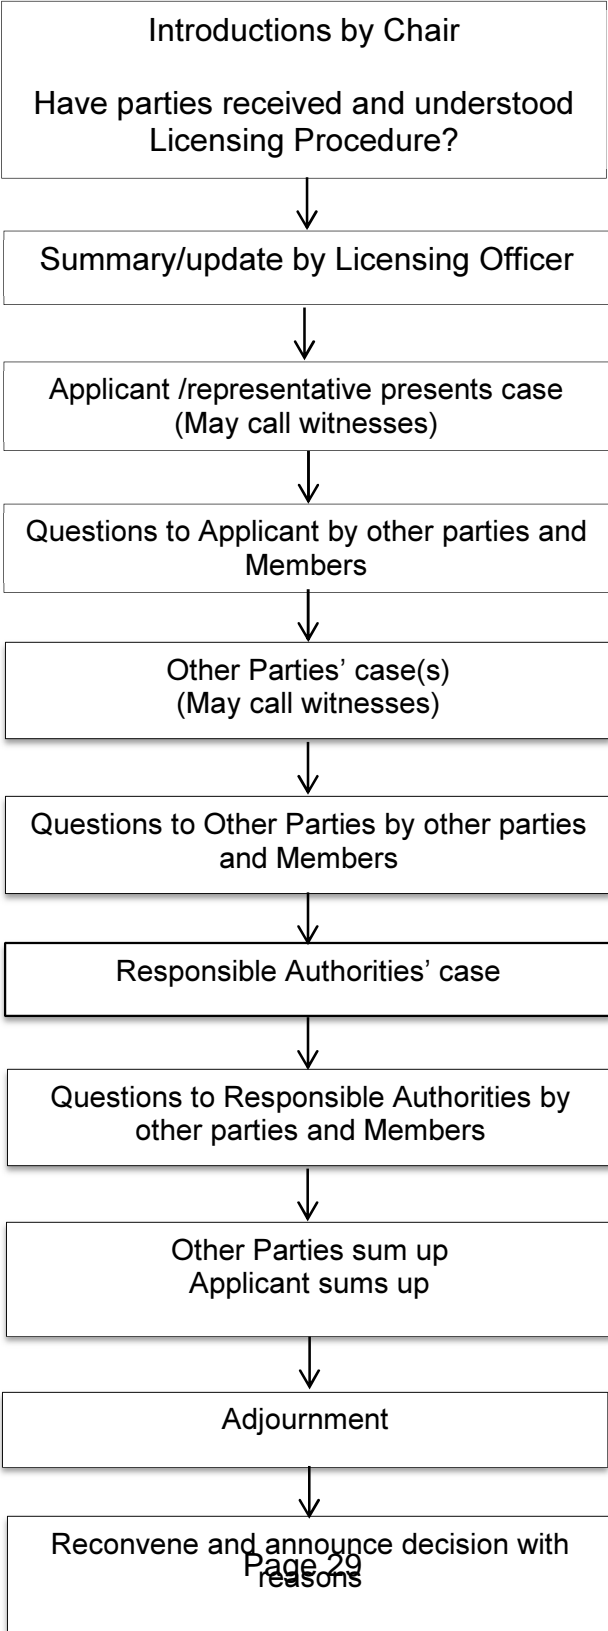 Introductions by Chair
Have parties received and understood
Licensing Procedure?
Summary/update by Licensing Officer
Applicant /representative presents case
(May call witnesses)
Questions to Applicant by other parties and
Members
Other Parties’ case(s)
(May call witnesses)
Questions to Other Parties by other parties
and Members
Responsible Authorities’ case
Questions to Responsible Authorities by
other parties and Members
Other Parties sum up
Applicant sums up
Adjournment
Reconvene and announce decision with
reasons
Page 29